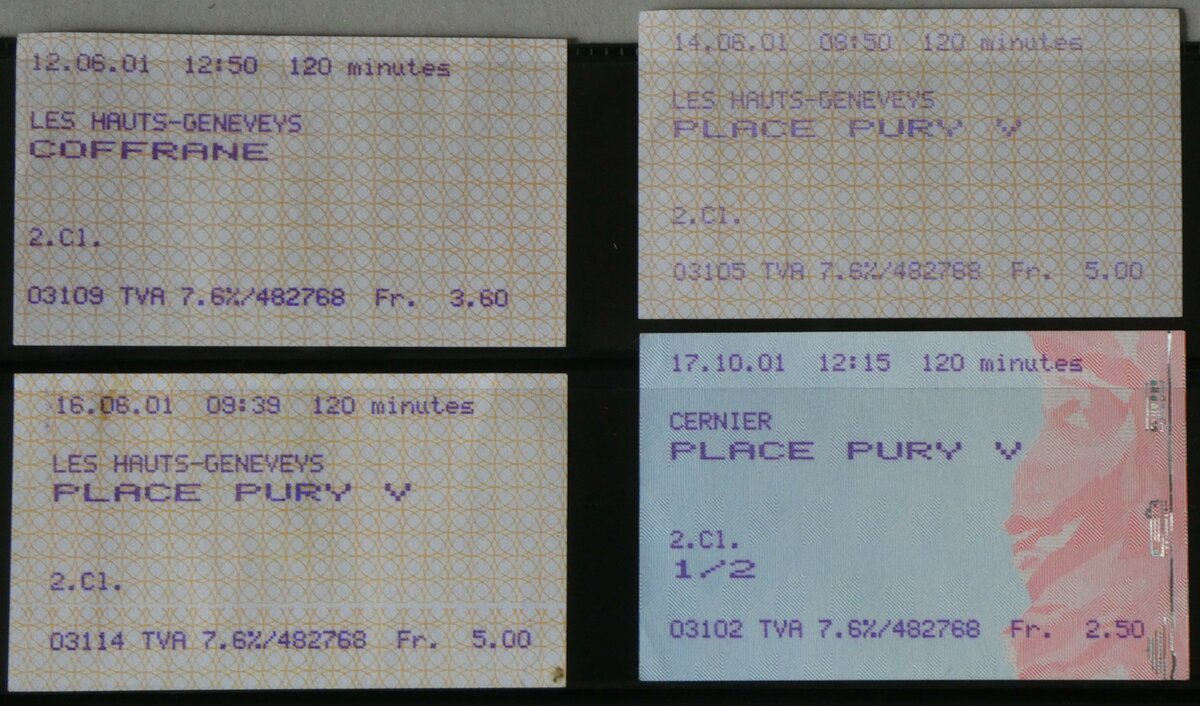 12.06.01 12:50 120 minutes
LES HAUTS-GENEVEYS
COFFRANE
2.Cl.
03109 TVA 7.6%/482768 Fr. 3.60
14.06.01 08:50 120 minutes
LES HAUTS-GENEVEYS
PLACE PURY V
2.Cl.
03105 TVA 7.6%/482768 Fr. 5.00
16.06.01 09:39 120 minutes
LES HAUTS-GENEVEYS
PLACE PURY V
2.Cl.
03114 TVA 7.6%/482768 Fr. 5.00
17.10.01 12:15 120 minutes
CERNIER
PLACE PURY V
2.Cl.
1/2
03102 TVA 7.6%/482768 Fr. 2.50